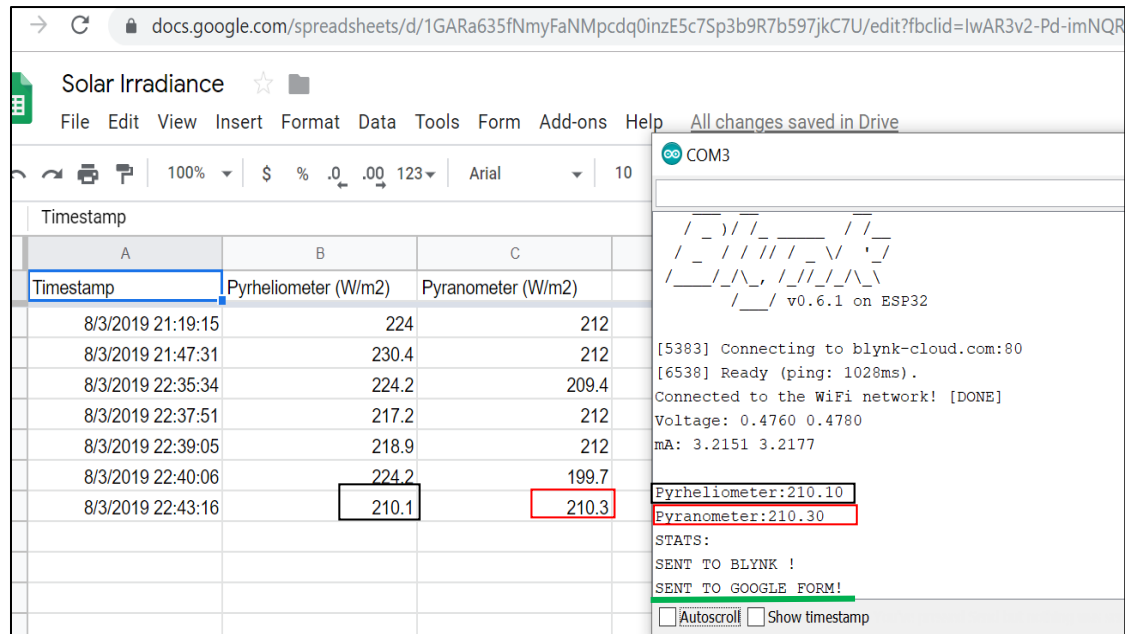 docs.google.com/spreadsheets/d/1GARa635fNmyFaNMpcdq0inzE5c7Sp3b9R7b597jkC7U/edit?fbclid=IwAR3v2-Pd-imNQR
Solar Irradiance
File Edit View Insert Format Data Tools Form Add-ons Help All changes saved in Drive
100% $ % .0 .00 123 Arial 10
Timestamp
A B C
Timestamp Pyrheliometer (W/m2) Pyranometer (W/m2)
8/3/2019 21:19:15 224 212
8/3/2019 21:47:31 230.4 212
8/3/2019 22:35:34 224.2 209.4
8/3/2019 22:37:51 217.2 212
8/3/2019 22:39:05 218.9 212
8/3/2019 22:40:06 224.2 199.7
8/3/2019 22:43:16 210.1 210.3
COM3
Blynk
v0.6.1 on ESP32
[5383] Connecting to blynk-cloud.com:80
[6538] Ready (ping: 1028ms).
Connected to the WiFi network! [DONE]
Voltage: 0.4760 0.4780
mA: 3.2151 3.2177
Pyrheliometer:210.10
Pyranometer:210.30
STATS:
SENT TO BLYNK !
SENT TO GOOGLE FORM!
Autoscroll Show timestamp